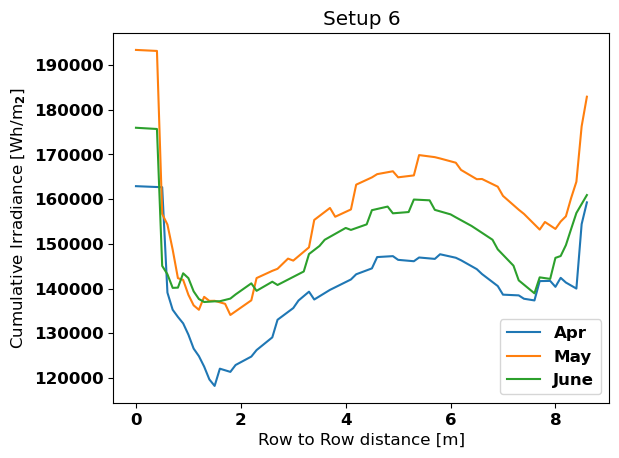 Setup 6
Cumulative Irradiance [Wh/m₂]
190000
180000
170000
160000
150000
140000
130000
120000
0 2 4 6 8
Row to Row distance [m]
Apr
May
June